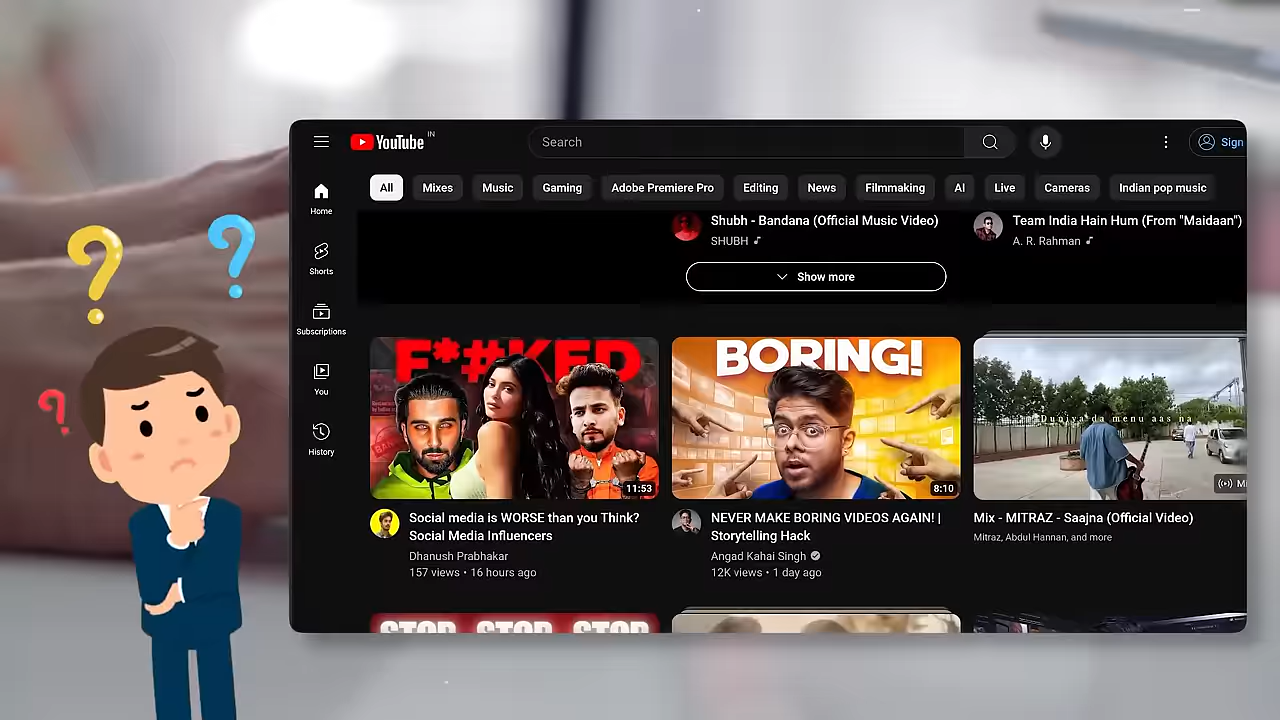 YouTube IN
Search
Sign
All
Mixes
Music
Gaming
Adobe Premiere Pro
Editing
News
Filmmaking
AI
Live
Cameras
Indian pop music
Home
Shorts
Subscriptions
You
History
Shubh - Bandana (Official Music Video)
SHUBH
Team India Hain Hum (From "Maidaan")
A. R. Rahman
Show more
F*#KED
11:53
BORING!
8:10
Duniya da menu aas na
Mi
Social media is WORSE than you Think?
Social Media Influencers
Dhanush Prabhakar
157 views • 16 hours ago
NEVER MAKE BORING VIDEOS AGAIN! |
Storytelling Hack
Angad Kahai Singh
12K views • 1 day ago
Mix - MITRAZ - Saajna (Official Video)
Mitraz, Abdul Hannan, and more
STOP STOP STOP
? ? ?